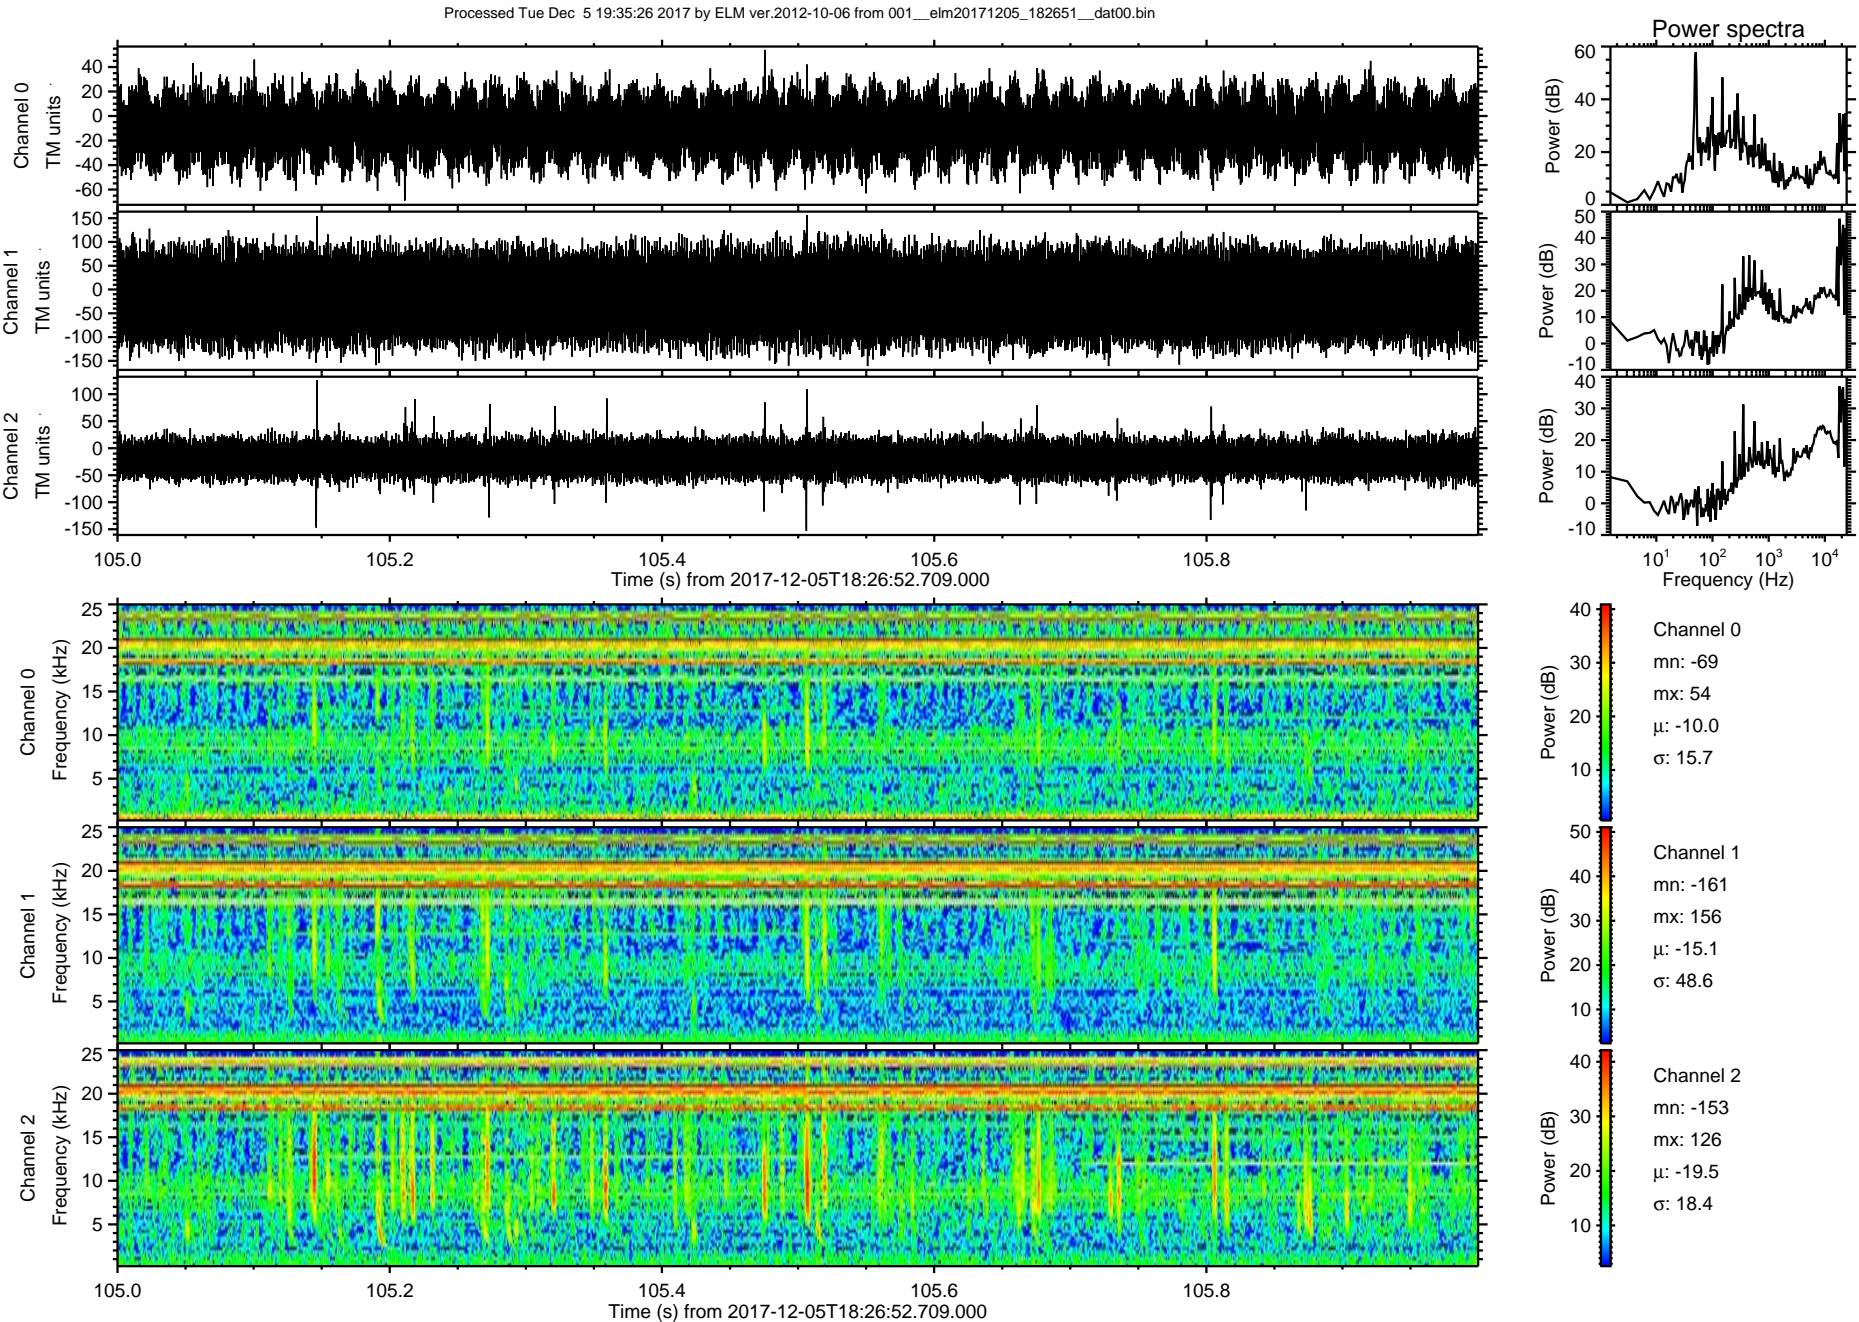 Processed Tue Dec  5 19:35:26 2017 by ELM ver.2012-10-06 from 001__elm20171205_182651__dat00.bin
Power spectra
Channel 0
TM units
40
20
0
-20
-40
-60
Power (dB)
60
40
20
0
Channel 1
TM units
150
100
50
0
-50
-100
-150
Power (dB)
50
40
30
20
10
0
-10
Channel 2
TM units
100
50
0
-50
-100
-150
Power (dB)
40
30
20
10
0
-10
105.0 105.2 105.4 105.6 105.8
Time (s) from 2017-12-05T18:26:52.709.000
10¹ 10² 10³ 10⁴
Frequency (Hz)
Channel 0
Frequency (kHz)
25
20
15
10
5
Power (dB)
40
30
20
10
Channel 0
mn: -69
mx: 54
μ: -10.0
σ: 15.7
Channel 1
Frequency (kHz)
25
20
15
10
5
Power (dB)
50
40
30
20
10
Channel 1
mn: -161
mx: 156
μ: -15.1
σ: 48.6
Channel 2
Frequency (kHz)
25
20
15
10
5
Power (dB)
40
30
20
10
Channel 2
mn: -153
mx: 126
μ: -19.5
σ: 18.4
105.0 105.2 105.4 105.6 105.8
Time (s) from 2017-12-05T18:26:52.709.000